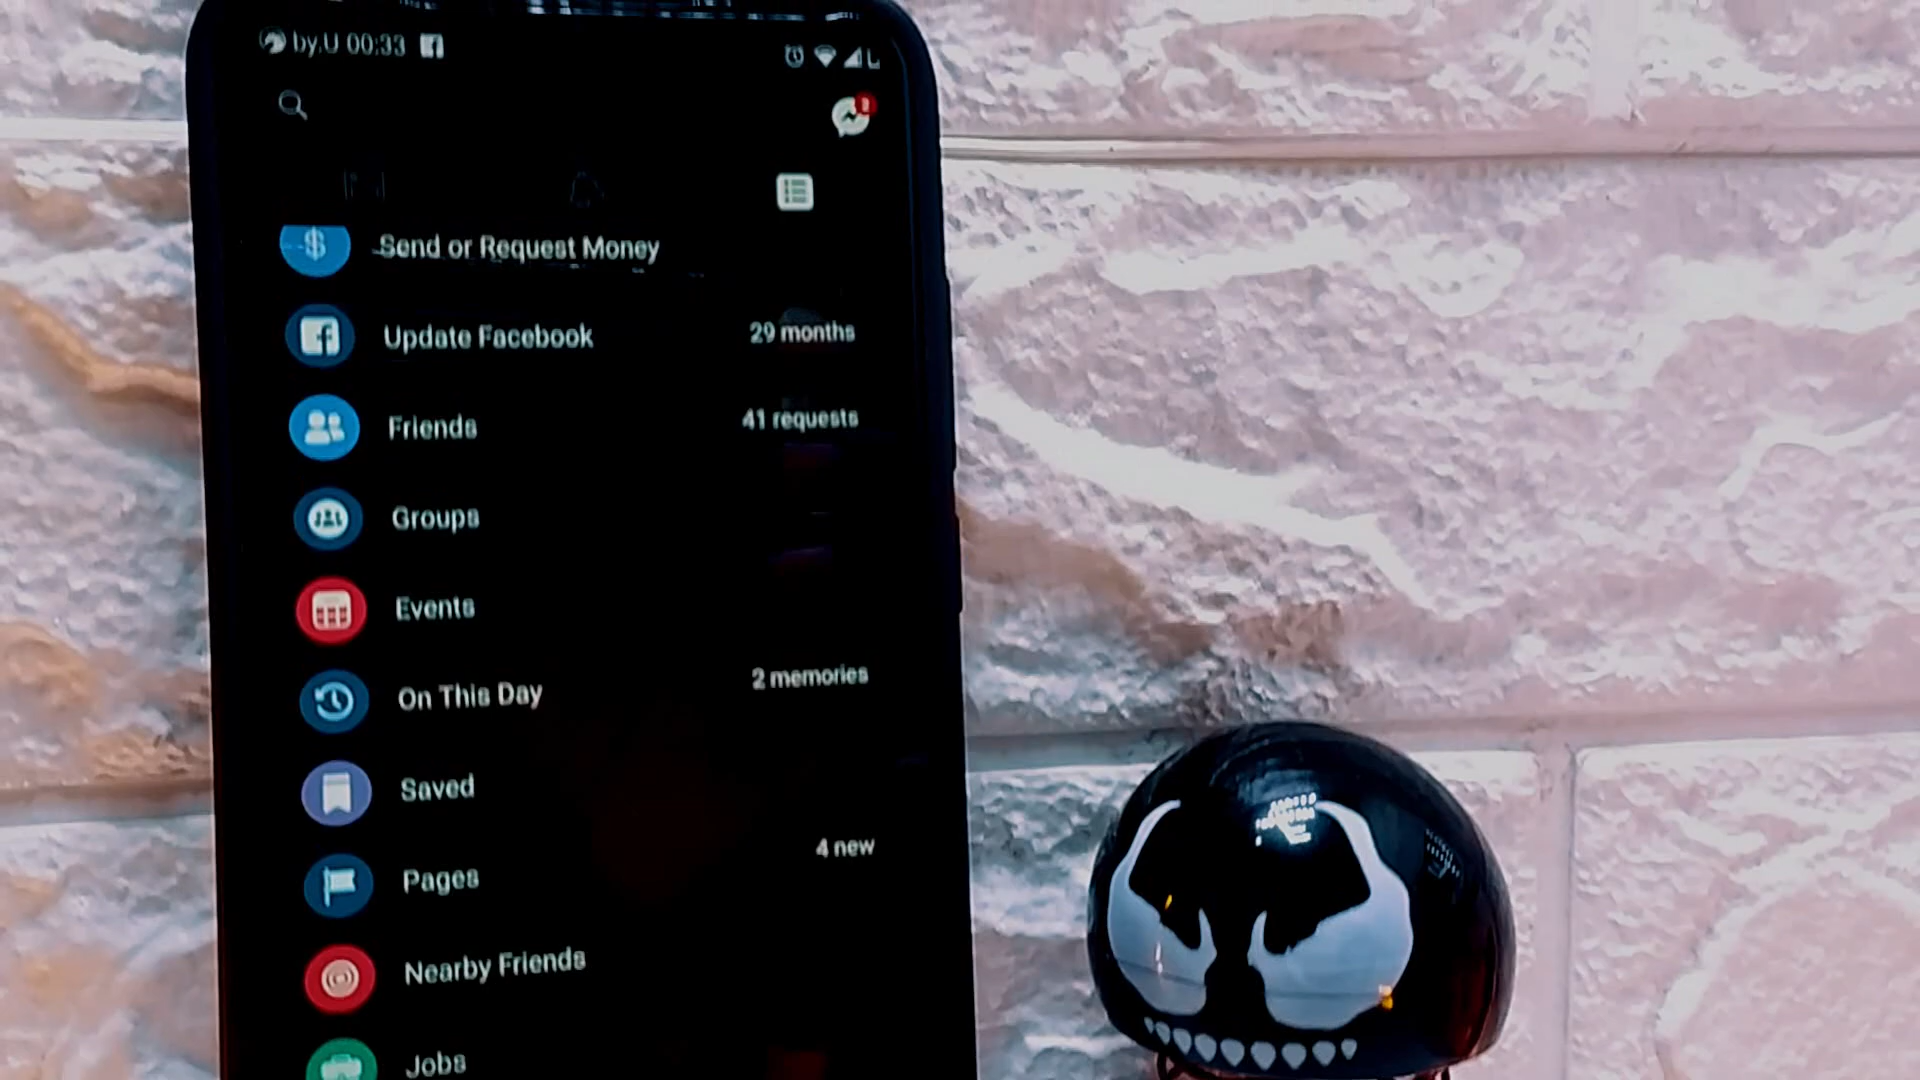 by.U 00:33
Send or Request Money
Update Facebook 29 months
Friends 41 requests
Groups
Events
On This Day 2 memories
Saved
Pages 4 new
Nearby Friends
Jobs